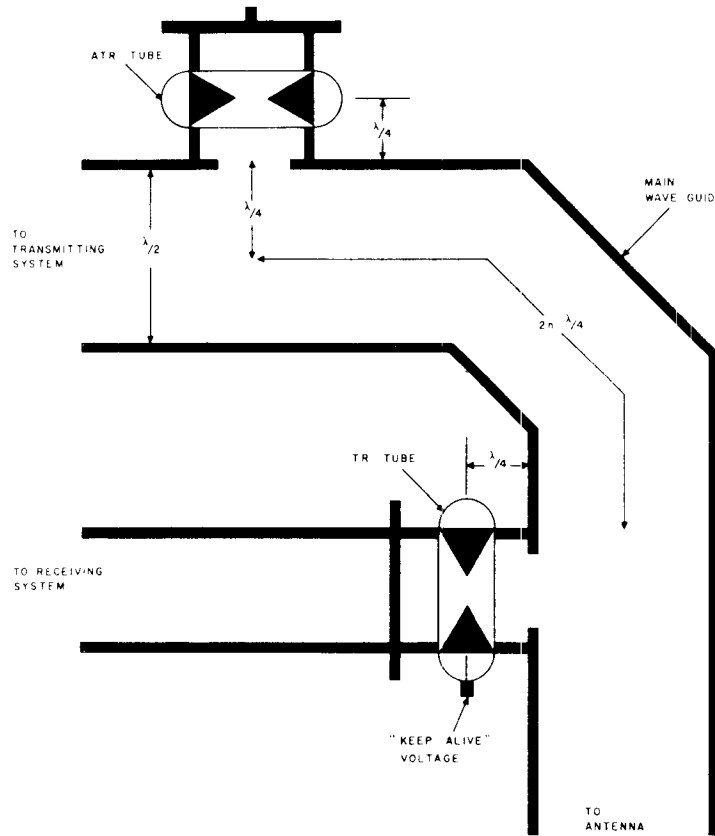 ATR TUBE
λ/4
MAIN
WAVE GUID
λ/4
TO
TRANSMITTING
SYSTEM
λ/2
2n λ/4
TR TUBE
λ/4
TO RECEIVING
SYSTEM
"KEEP ALIVE"
VOLTAGE
TO
ANTENNA